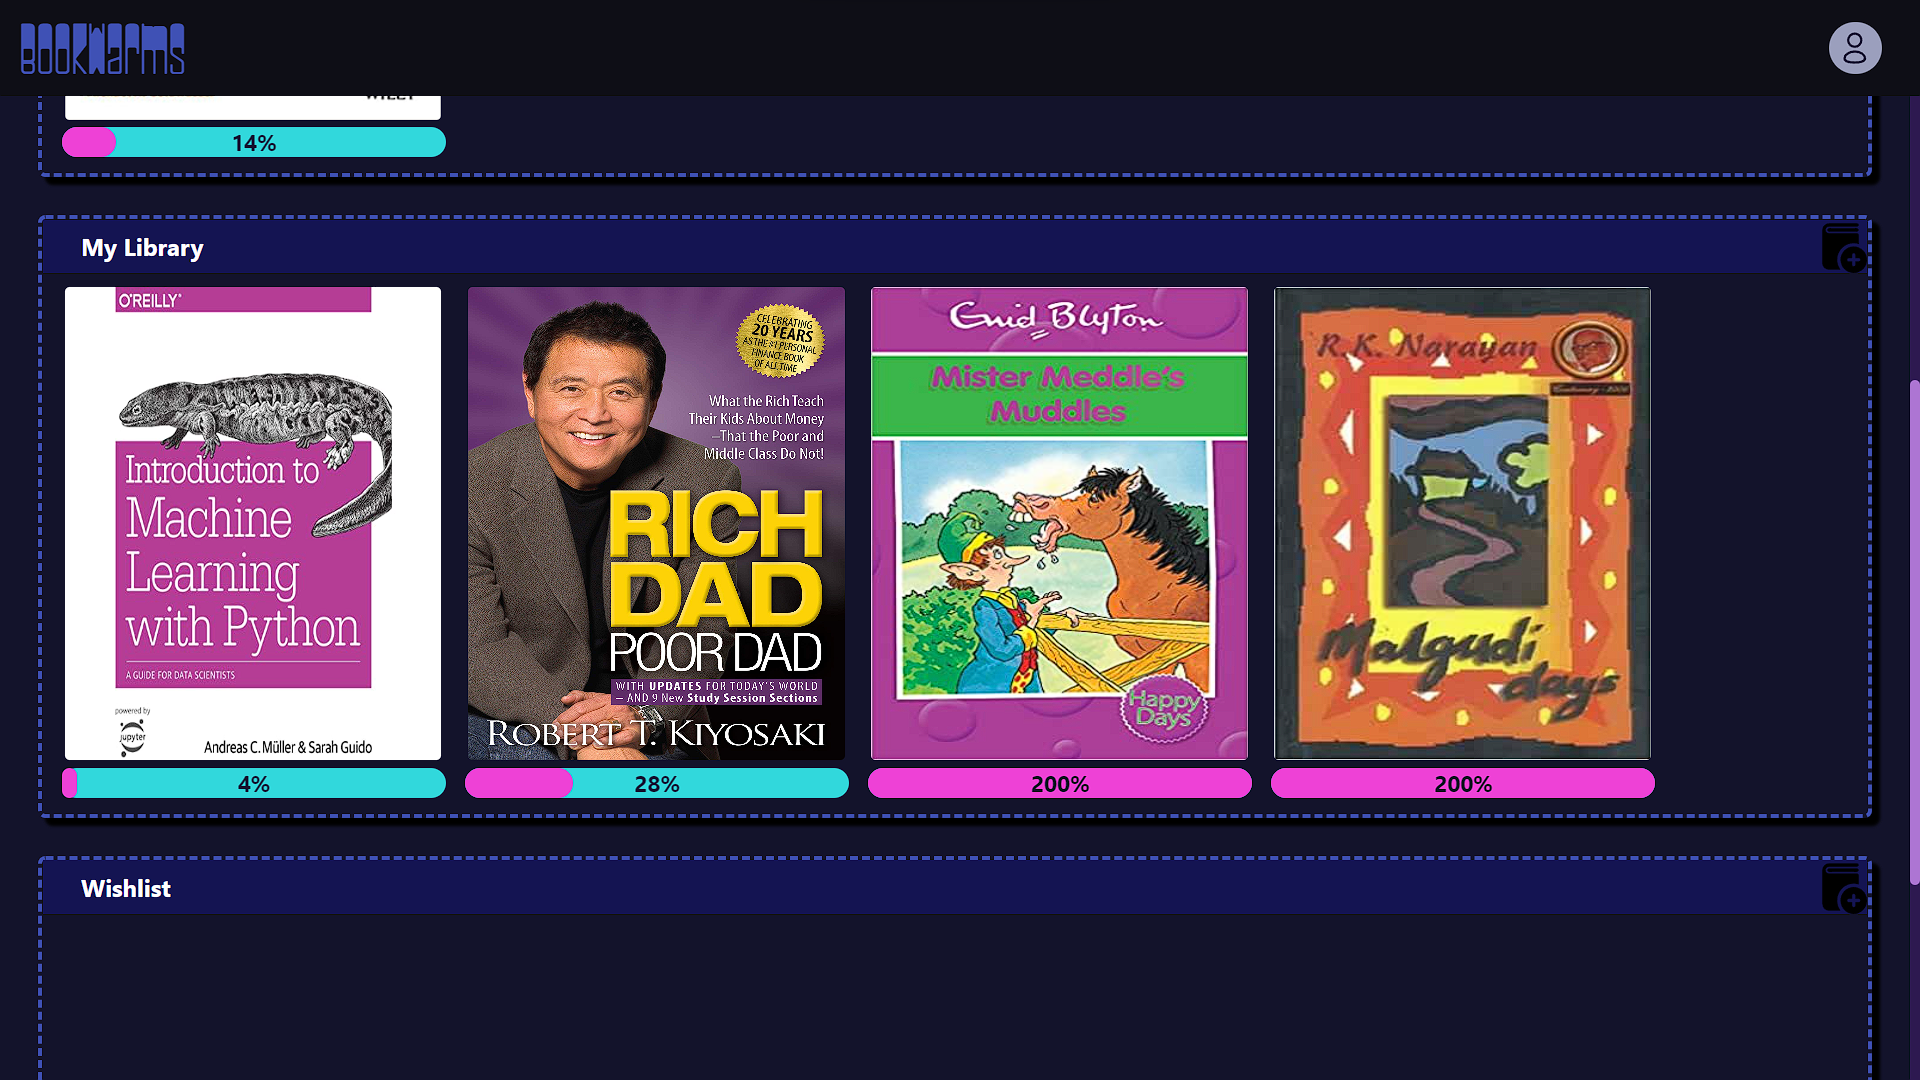 BOOKWarms
14%
My Library
O'REILLY®
Introduction to
Machine
Learning
with Python
A GUIDE FOR DATA SCIENTISTS
powered by
jupyter
Andreas C. Müller & Sarah Guido
4%
CELEBRATING
20 YEARS
AS THE #1 PERSONAL
FINANCE BOOK
OF ALL TIME
What the Rich Teach
Their Kids About Money
—That the Poor and
Middle Class Do Not!
RICH
DAD
POOR DAD
WITH UPDATES FOR TODAY'S WORLD
— AND 9 New Study Session Sections
ROBERT T. KIYOSAKI
28%
Enid Blyton
Mister Meddle's
Muddles
Happy
Days
200%
R.K. Narayan
Malgudi
days
200%
Wishlist